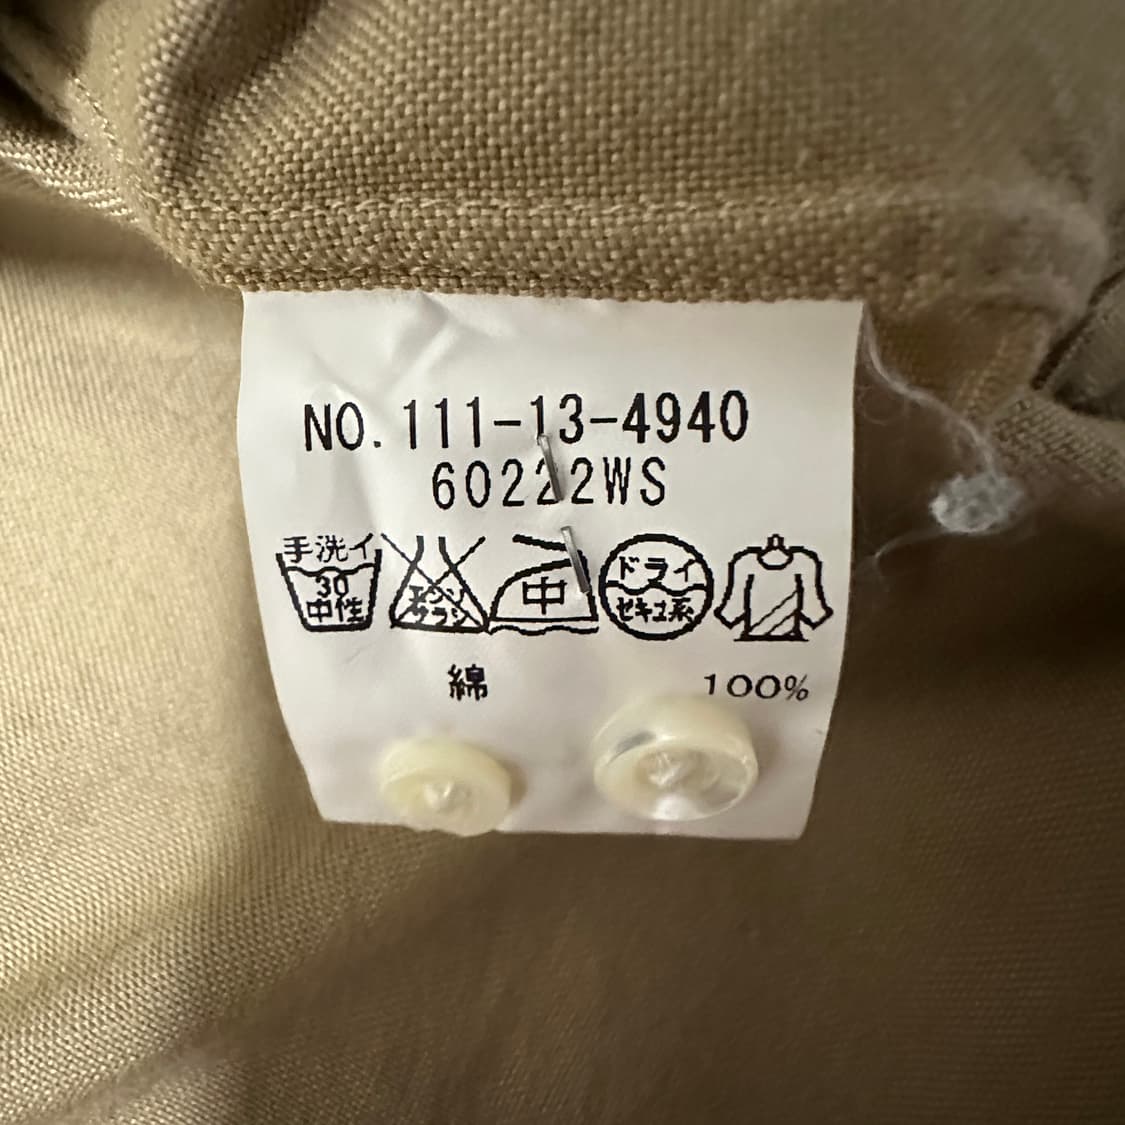 NO. 111-13-4940
60222WS
手洗イ 30 中性 エンソ サラシ 中 ドライ セキユ系
綿 100%